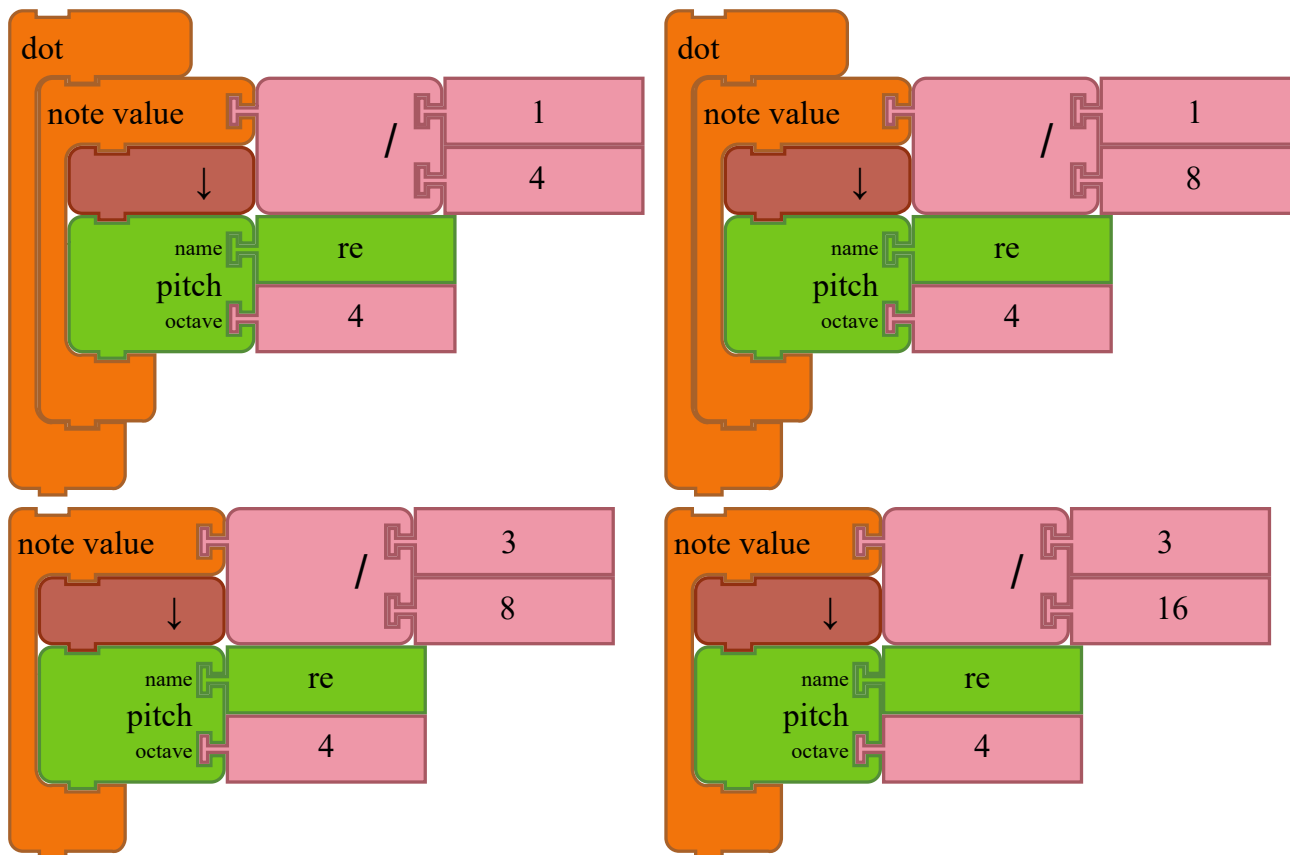 dot
note value / 1
4
↓
name re
pitch
octave 4
dot
note value / 1
8
↓
name re
pitch
octave 4
note value / 3
8
↓
name re
pitch
octave 4
note value / 3
16
↓
name re
pitch
octave 4